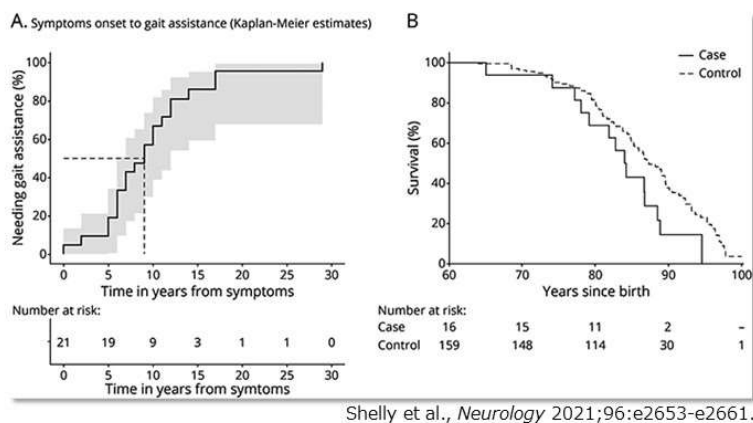 A. Symptoms onset to gait assistance (Kaplan-Meier estimates)
Needing gait assistance (%)
100
80
60
40
20
0
0 5 10 15 20 25 30
Time in years from symptoms
Number at risk:
21 19 9 3 1 1 0
0 5 10 15 20 25 30
Time in years from symtoms
B
Case
Control
Survival (%)
100
80
60
40
20
0
60 70 80 90 100
Years since birth
Number at risk:
Case 16 15 11 2 –
Control 159 148 114 30 1
Shelly et al., Neurology 2021;96:e2653-e2661.